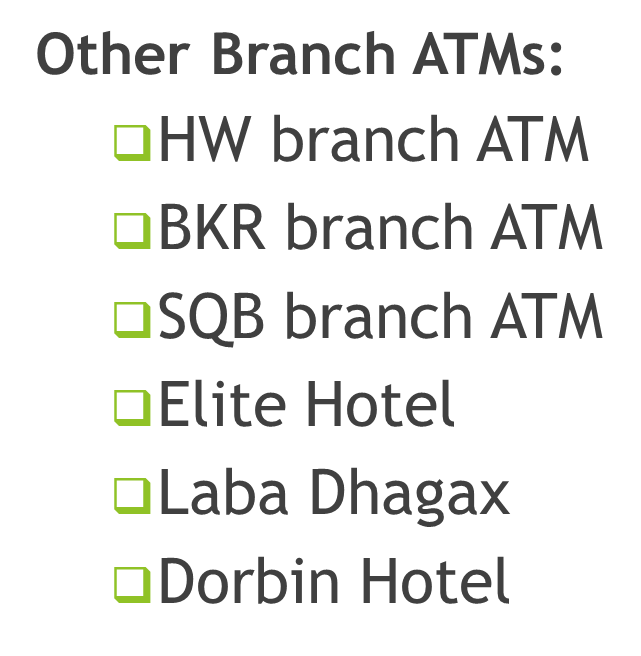 Other Branch ATMs:
❑HW branch ATM
❑BKR branch ATM
❑SQB branch ATM
❑Elite Hotel
❑Laba Dhagax
❑Dorbin Hotel